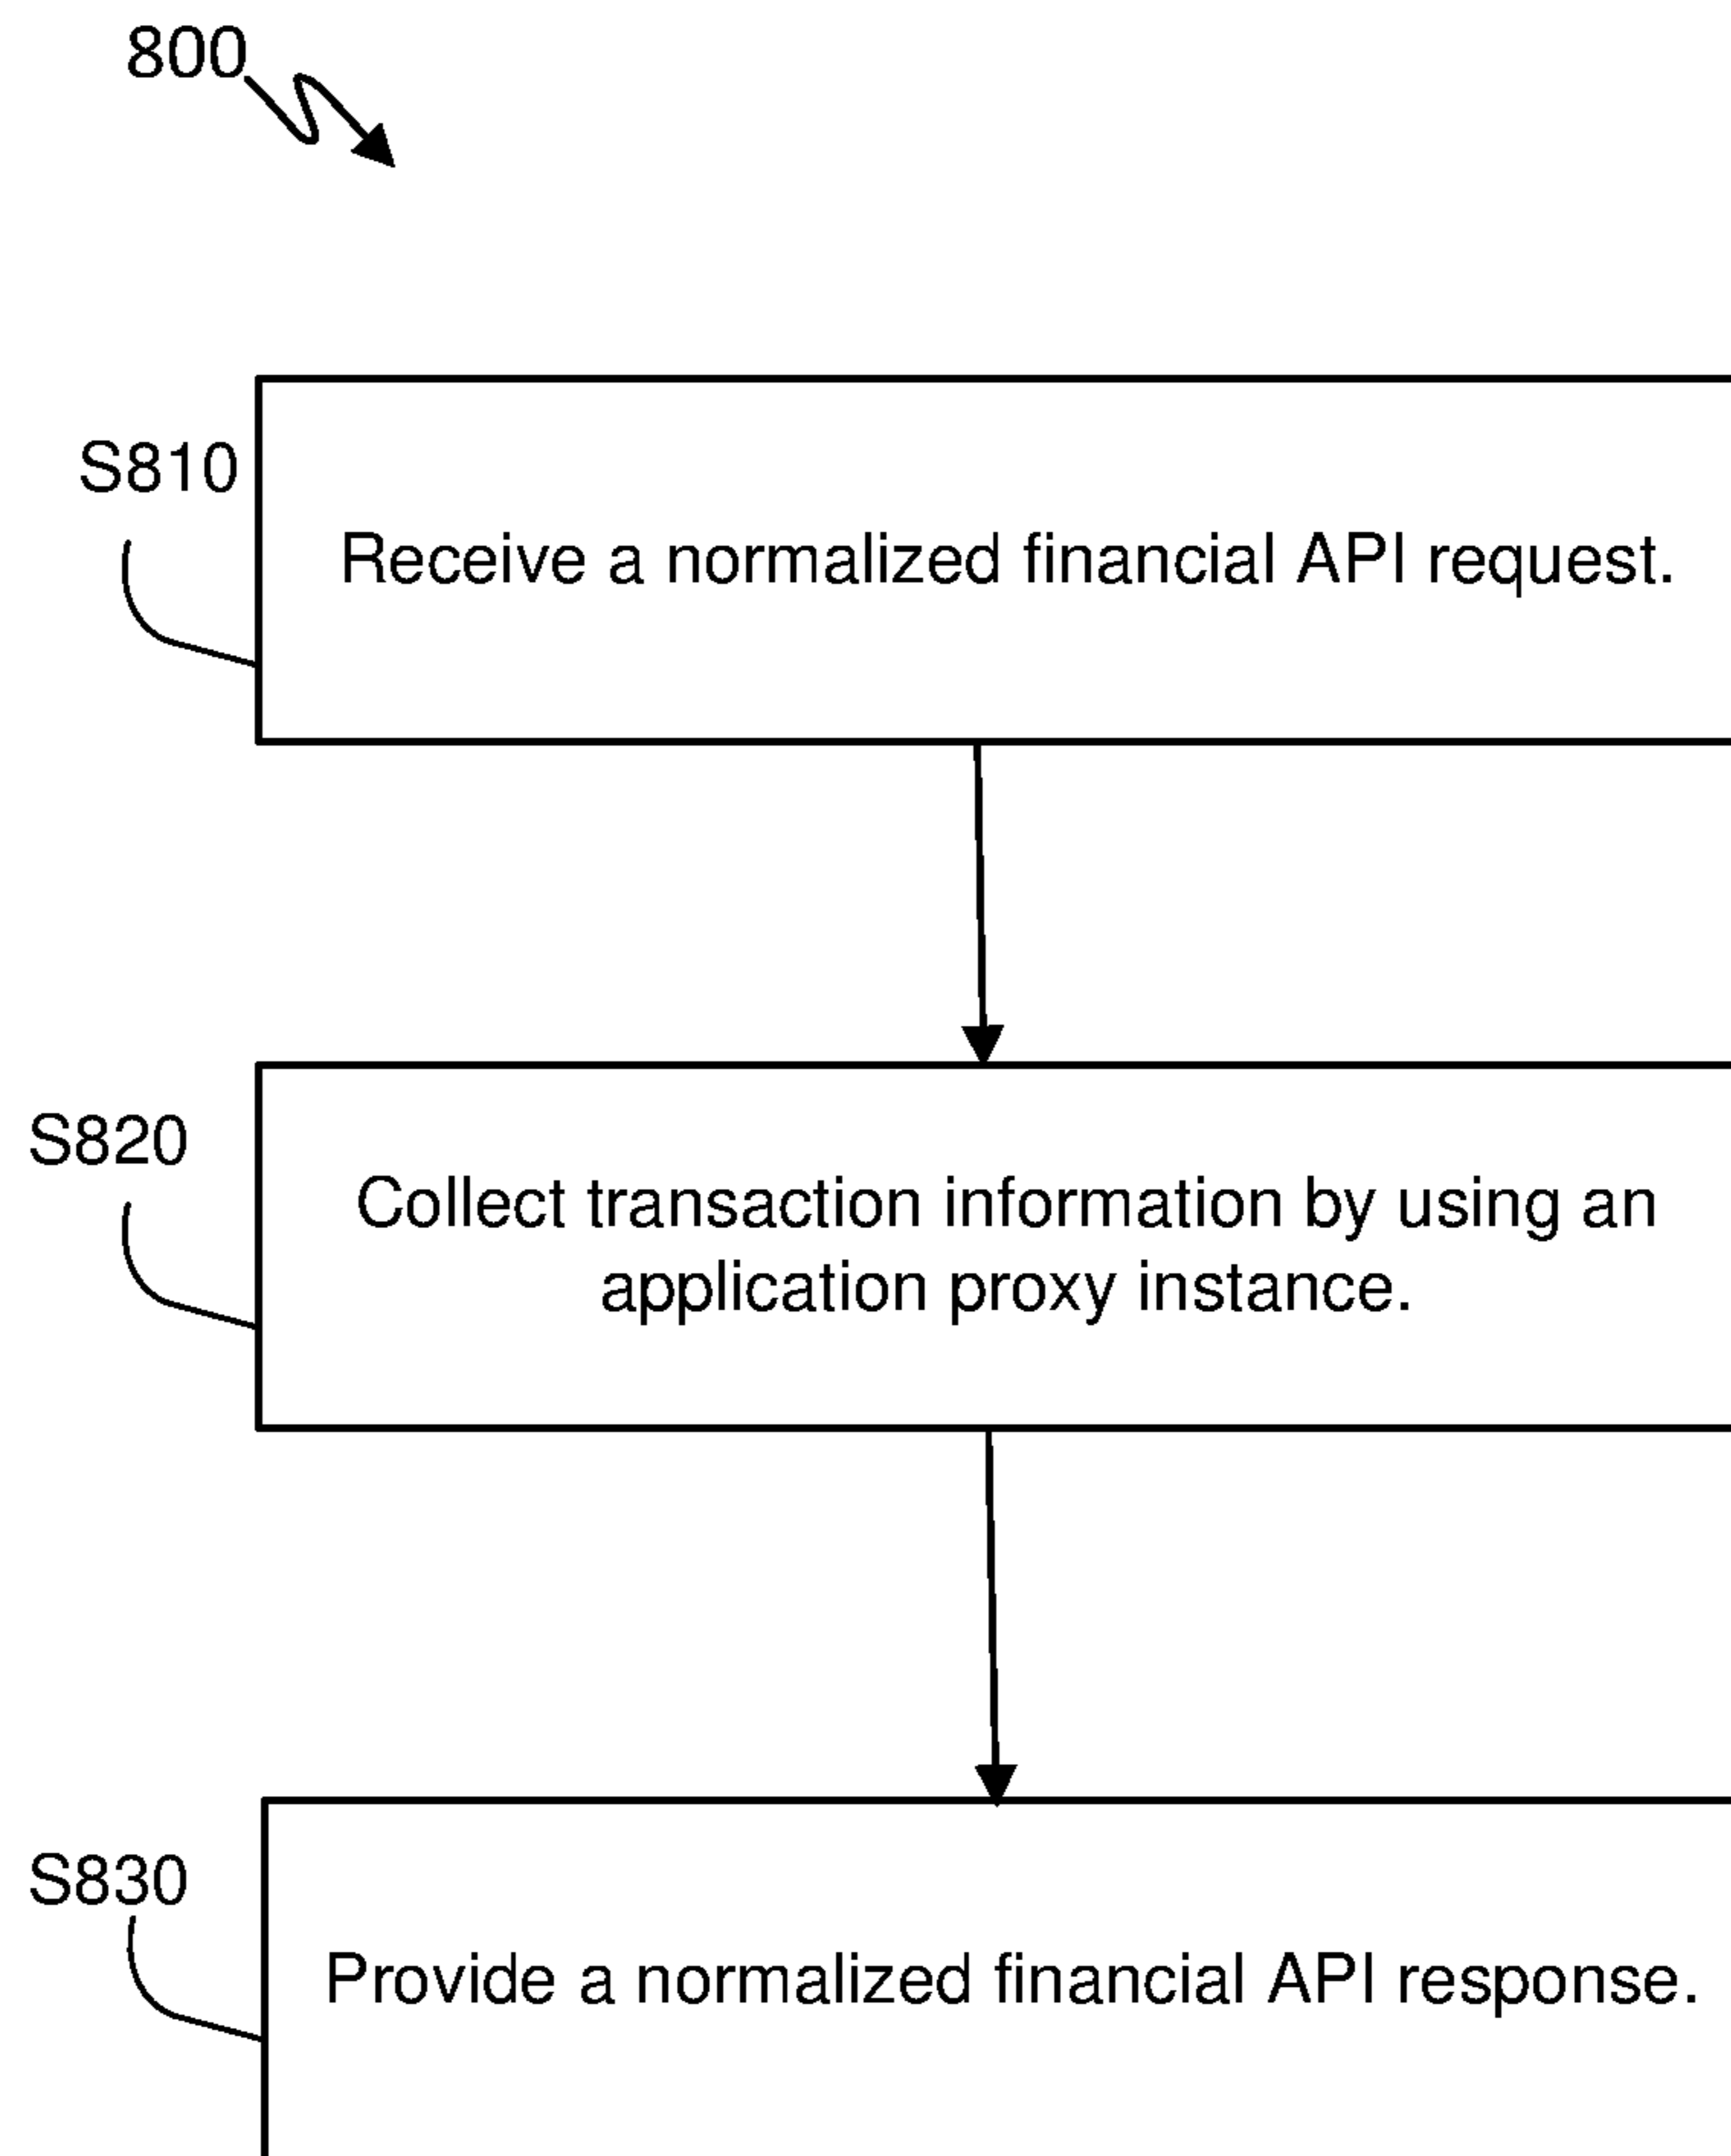 800
S810
Receive a normalized financial API request.
S820
Collect transaction information by using an
application proxy instance.
S830
Provide a normalized financial API response.